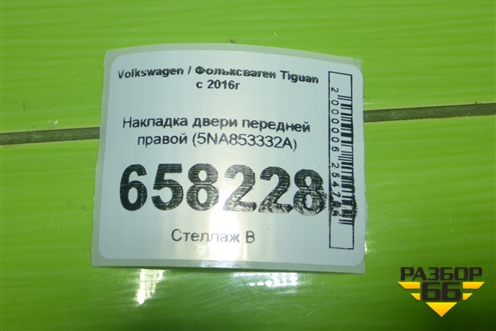 Volkswagen / Фольксваген Tiguan
с 2016г
Накладка двери передней
правой (5NA853332A)
658228
Стеллаж В
РАЗБОР
66